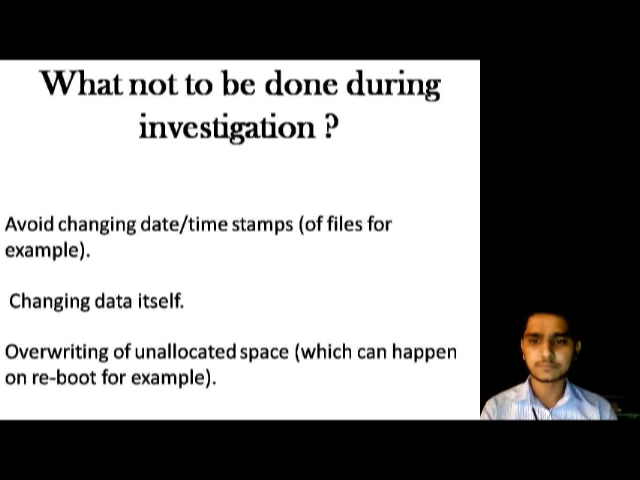 What not to be done during
investigation ?
Avoid changing date/time stamps (of files for
example).
Changing data itself.
Overwriting of unallocated space (which can happen
on re-boot for example).